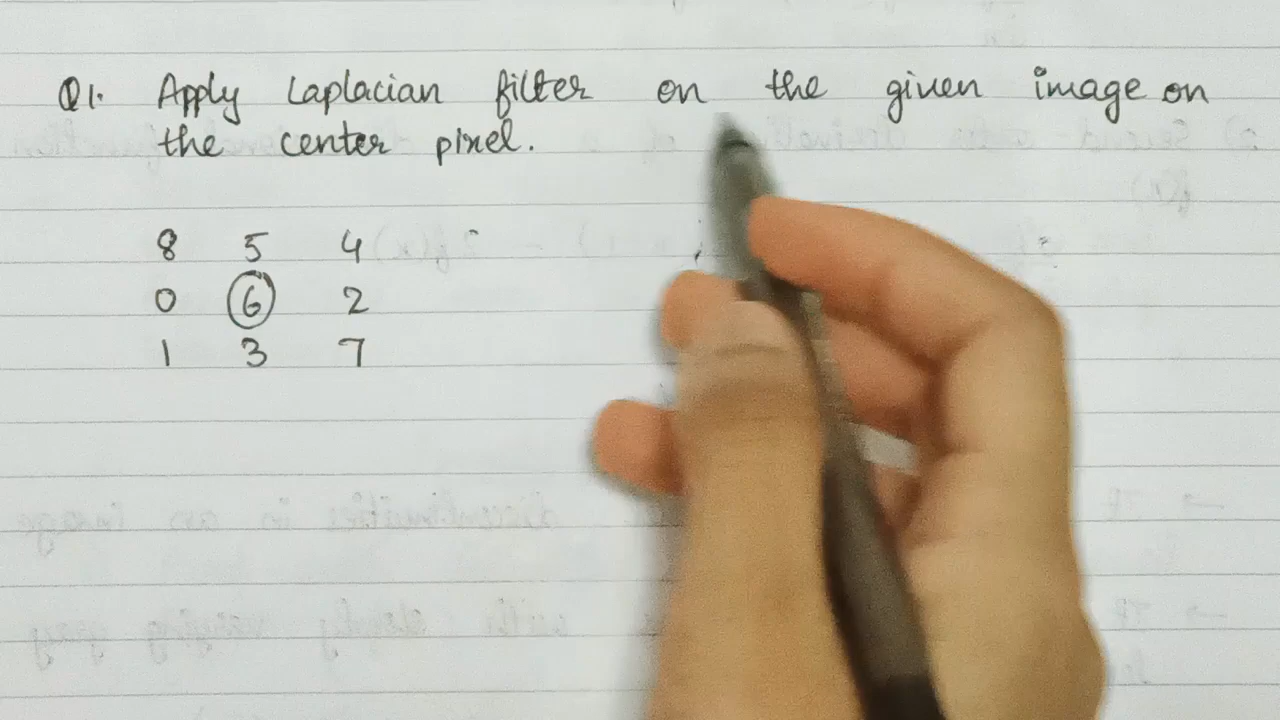 Q1. Apply Laplacian filter on the given image on
the center pixel.
8 5 4
0 6 2
1 3 7